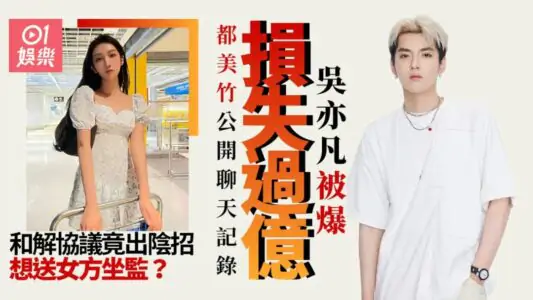 01
娛樂
吳亦凡被爆
損失過億
都美竹公開聊天記錄
和解協議竟出陰招
想送女方坐監？